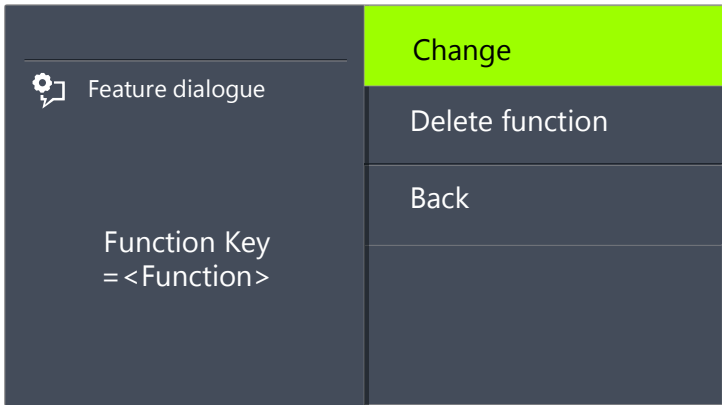 Feature dialogue
Function Key
=<Function>
Change
Delete function
Back